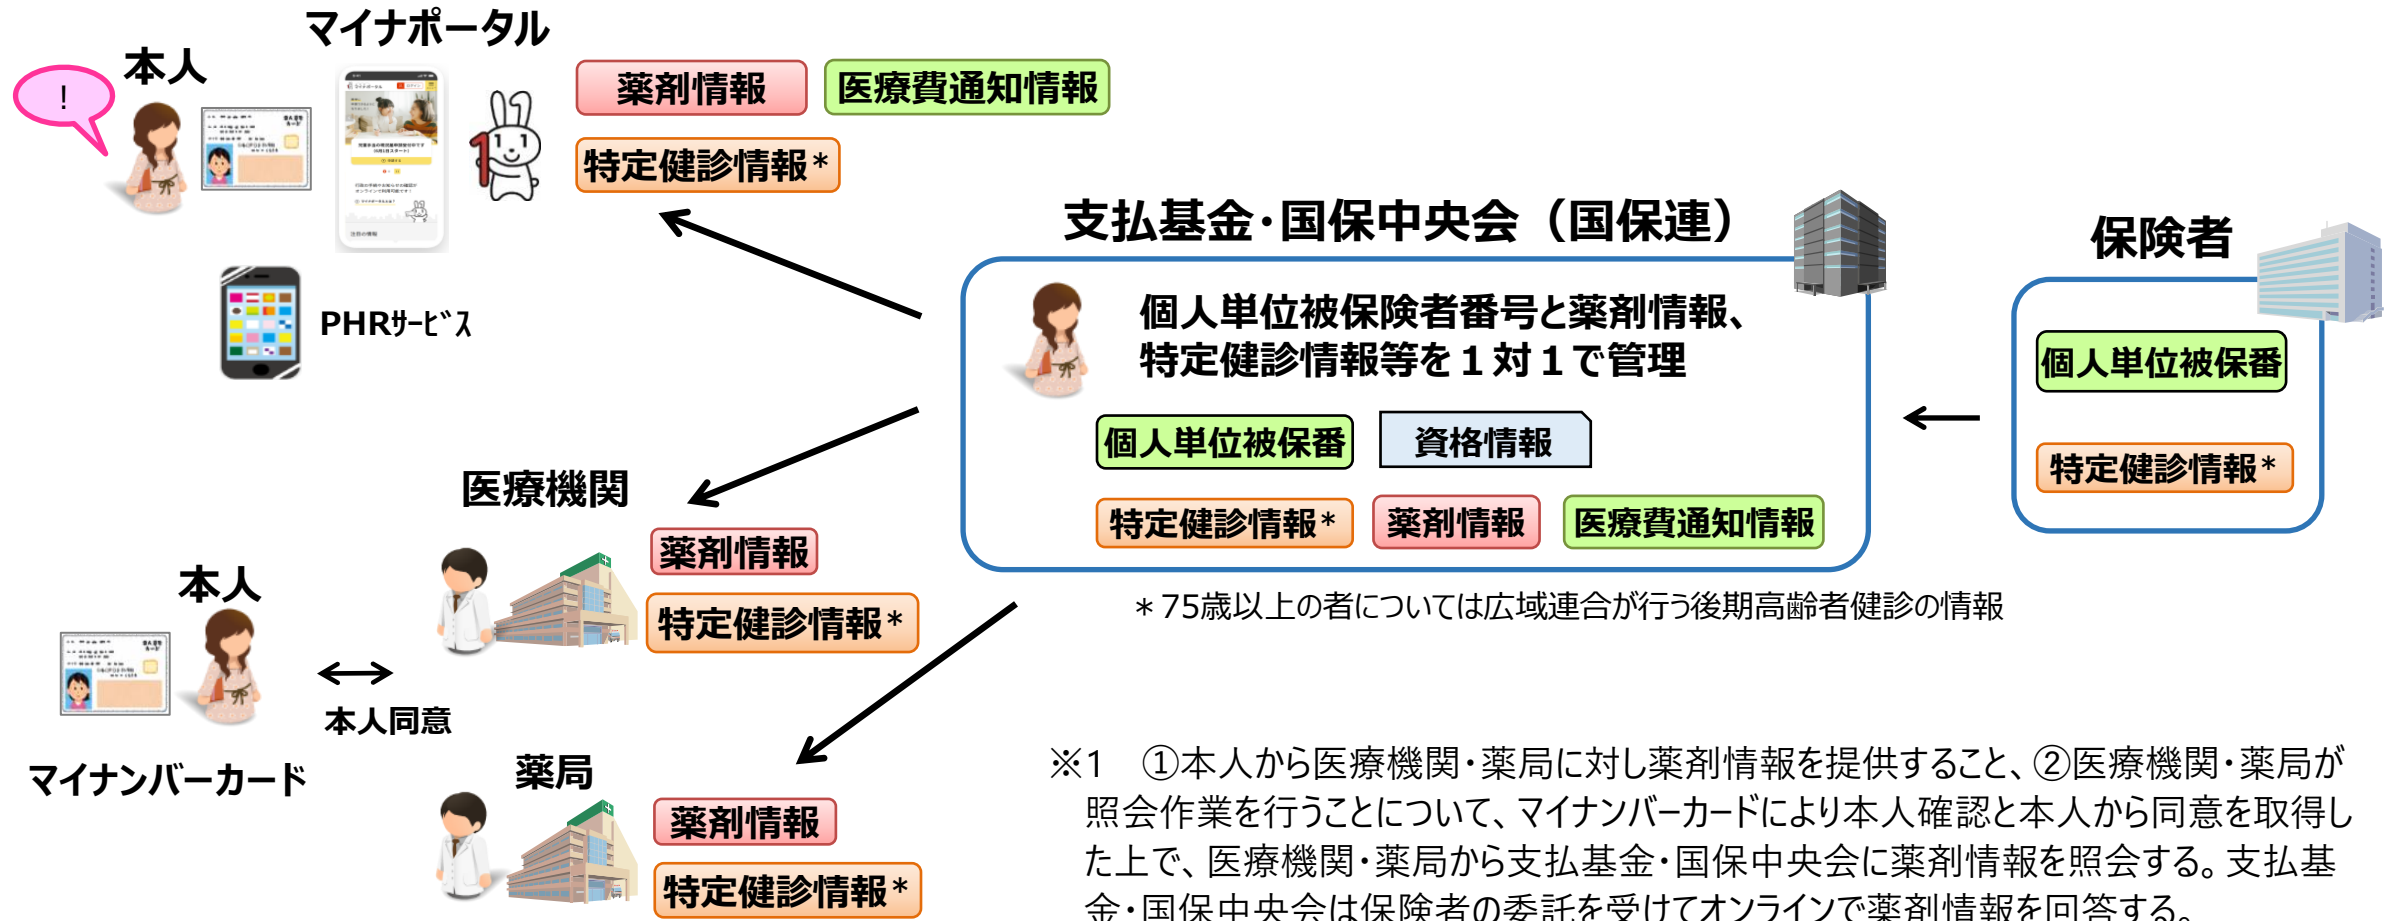 マイナポータル
本人
!
薬剤情報
医療費通知情報
特定健診情報*
PHRｻｰﾋﾞｽ
支払基金・国保中央会（国保連）
個人単位被保険者番号と薬剤情報、
特定健診情報等を１対１で管理
個人単位被保番
資格情報
特定健診情報*
薬剤情報
医療費通知情報
保険者
個人単位被保番
特定健診情報*
＊75歳以上の者については広域連合が行う後期高齢者健診の情報
医療機関
薬剤情報
特定健診情報*
本人
本人同意
マイナンバーカード
薬局
薬剤情報
特定健診情報*
※1　①本人から医療機関・薬局に対し薬剤情報を提供すること、②医療機関・薬局が
照会作業を行うことについて、マイナンバーカードにより本人確認と本人から同意を取得し
た上で、医療機関・薬局から支払基金・国保中央会に薬剤情報を照会する。支払基
金・国保中央会は保険者の委託を受けてオンラインで薬剤情報を回答する。